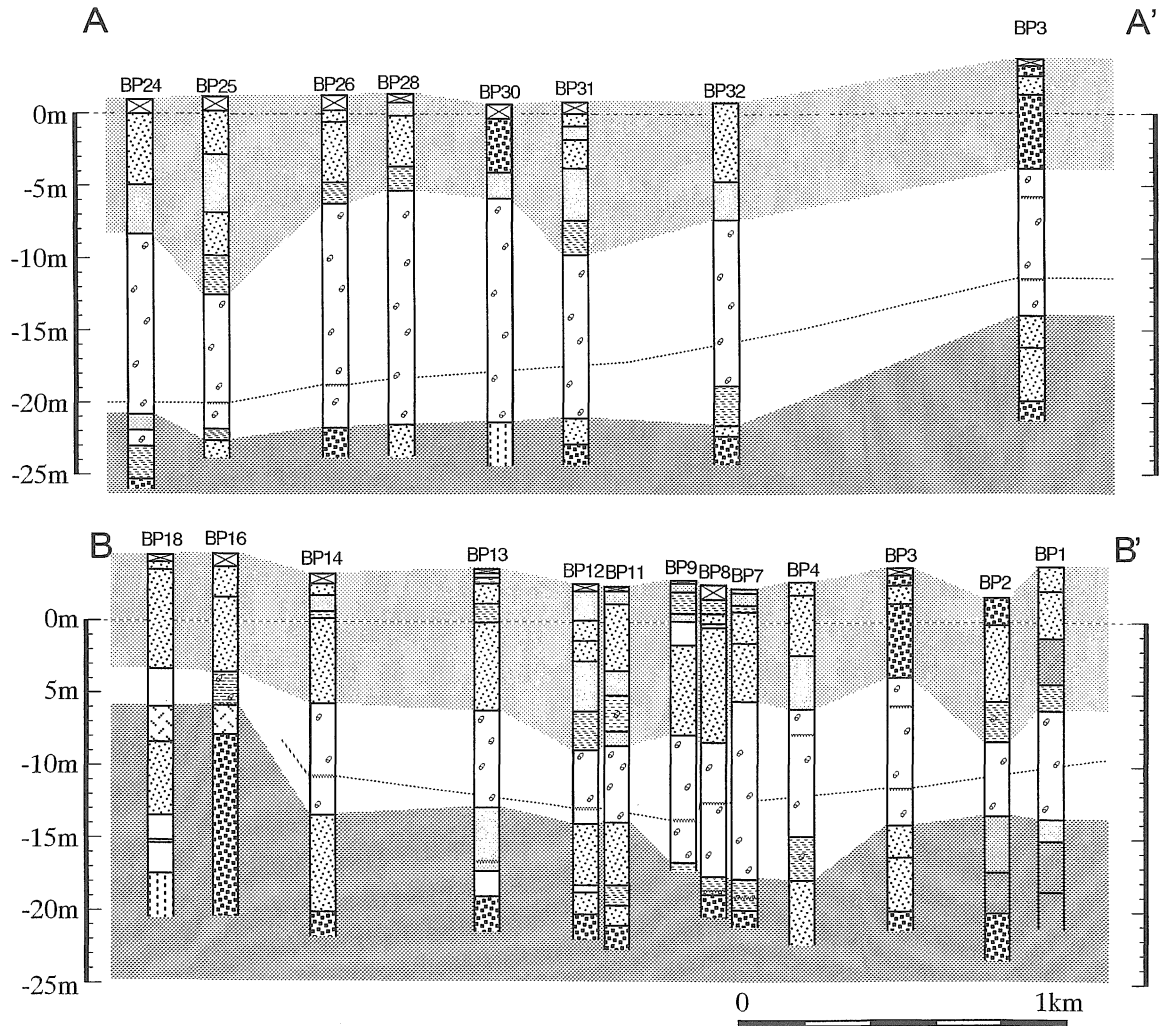 A A'
BP24 BP25 BP26 BP28 BP30 BP31 BP32 BP3
0m
-5m
-10m
-15m
-20m
-25m
B B'
BP18 BP16 BP14 BP13 BP12 BP11 BP9 BP8 BP7 BP4 BP3 BP2 BP1
0m
5m
-10m
-15m
-20m
-25m
0 1km